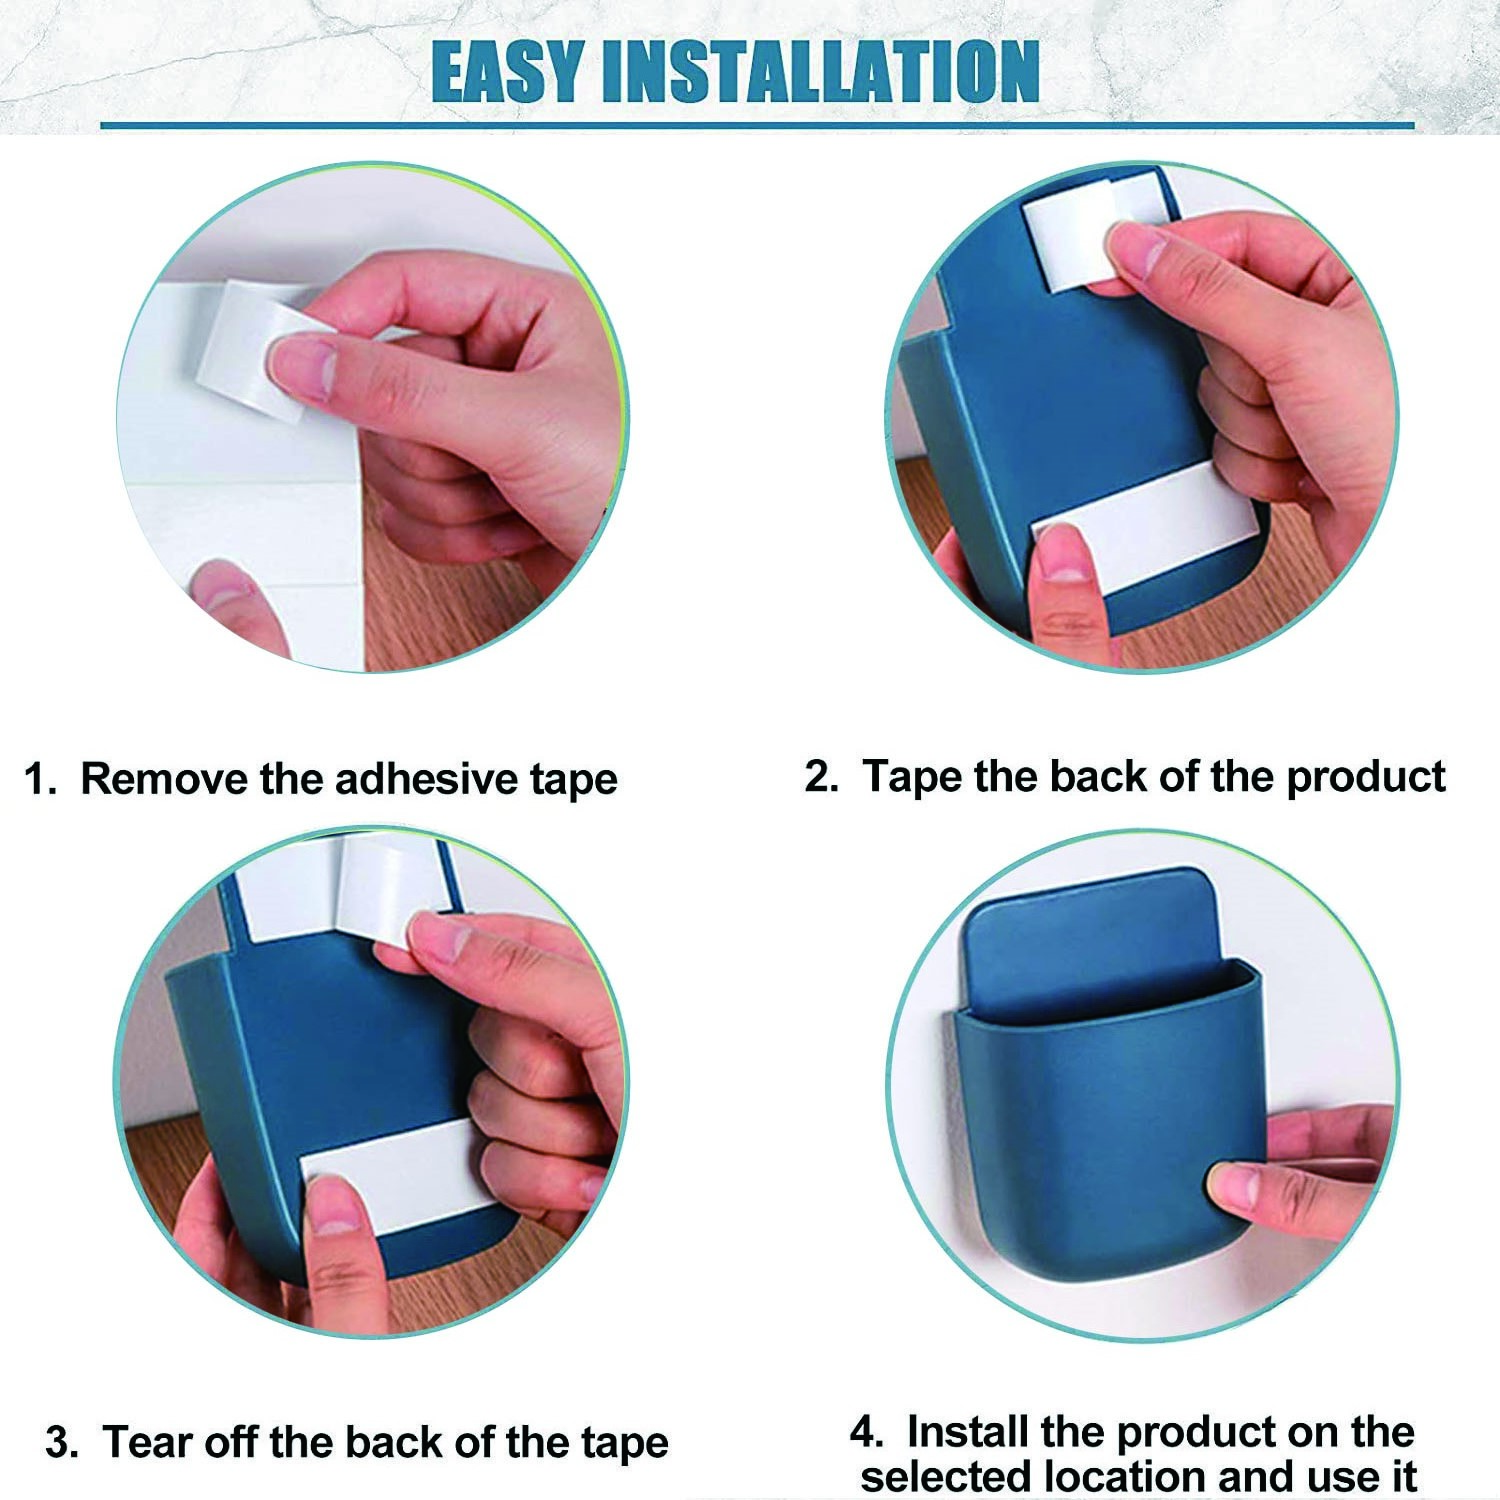 EASY INSTALLATION
1. Remove the adhesive tape
2. Tape the back of the product
3. Tear off the back of the tape
4. Install the product on the
selected location and use it